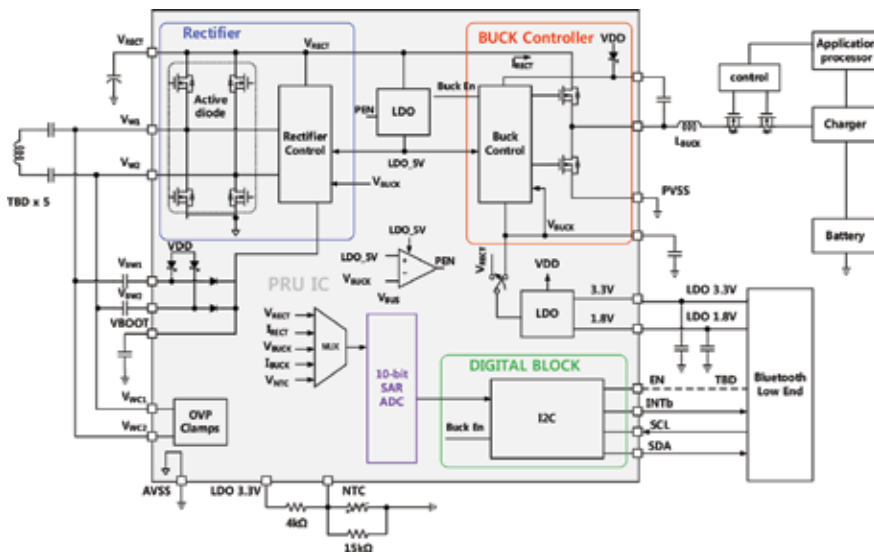 Rectifier
BUCK Controller
VDD
VRECT
VRECT
IRECT
Application
processor
control
Active
diode
Buck En
PEN
LDO
VW1
Rectifier
Control
Buck
Control
Charger
LBUCK
VW2
LDO_5V
VBUCK
PVSS
TBD x 5
VBUCK
Battery
VDD
LDO_5V
LDO_5V
PEN
VRECT
VSW1
VBUCK
VDD
PRU IC
VSW2
VBUS
3.3V
LDO 3.3V
VBOOT
LDO
VRECT
1.8V
LDO 1.8V
IRECT
VBUCK
MUX
IBUCK
VNTC
10-bit
SAR
ADC
DIGITAL BLOCK
Bluetooth
Low End
EN
TBD
VWC1
OVP
Clamps
I2C
INTb
VWC2
Buck En
SCL
SDA
AVSS
LDO 3.3V
NTC
4kΩ
15kΩ